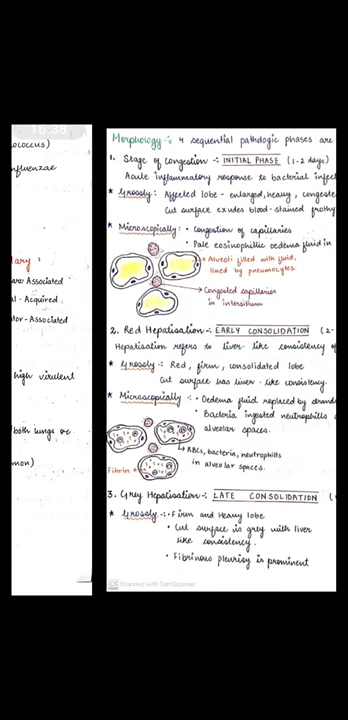 16:38
ococcus)
nfluenzae
lary
are Associated
al-Acquired.
tor-Associated
high virulent
both lungs are
mon)
Morphology :- 4 sequential pathologic phases are
1. Stage of congestion -: INITIAL PHASE (1-2 days)
Acute inflammatory response to bacterial infect
* Grossly: Affected lobe - enlarged, heavy, congeste
Cut surface exudes blood-stained frothy
* Microscopically: • Congestion of capillaries
• Pale eosinophilic oedema fluid in
→ Alveoli filled with fluid,
lined by pneumocytes.
→ Congested capillaries
in interstitium
2. Red Hepatisation -: EARLY CONSOLIDATION (2-
Hepatisation refers to liver-like consistency of
* Grossly :- Red, firm, consolidated lobe
Cut surface has liver-like consistency.
* Microscopically :- • Oedema fluid replaced by strands
• Bacteria ingested neutrophils
alveolar spaces.
→ RBCs, bacteria, neutrophils
in alveolar spaces.
Fibrin
3. Grey Hepatisation -: LATE CONSOLIDATION (
* Grossly :- • Firm and Heavy lobe
• Cut surface is grey with liver
like consistency.
• Fibrinous pleurisy is prominent
CS Scanned with CamScanner